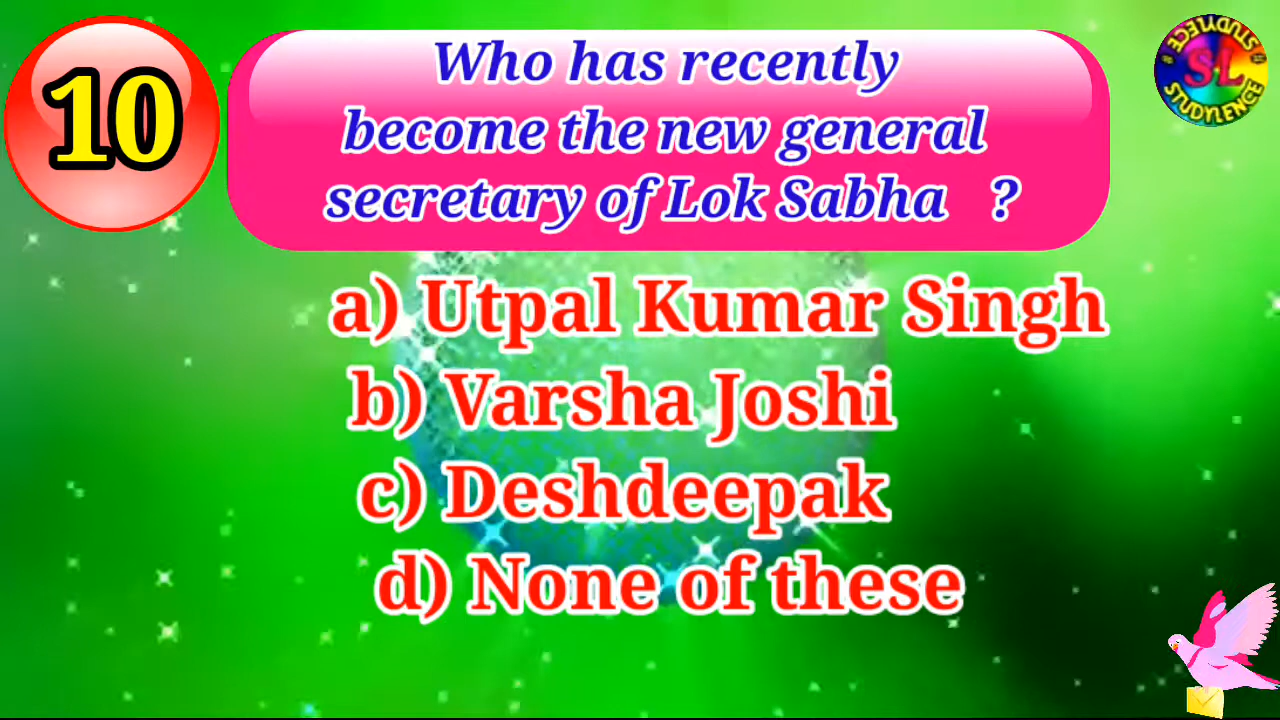 10
Who has recently
become the new general
secretary of Lok Sabha ?
a) Utpal Kumar Singh
b) Varsha Joshi
c) Deshdeepak
d) None of these
STUDYLECE
S L
STUDYLENCE